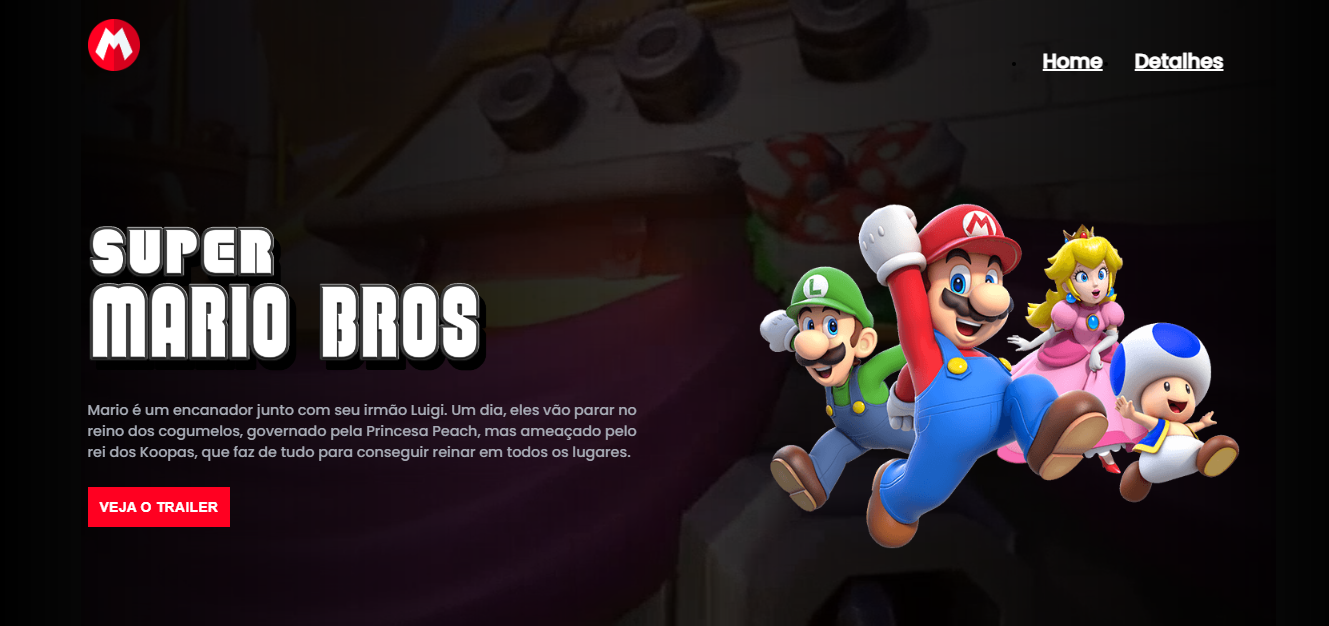 M
Home Detalhes
SUPER
MARIO BROS
M
L
Mario é um encanador junto com seu irmão Luigi. Um dia, eles vão parar no
reino dos cogumelos, governado pela Princesa Peach, mas ameaçado pelo
rei dos Koopas, que faz de tudo para conseguir reinar em todos os lugares.
VEJA O TRAILER